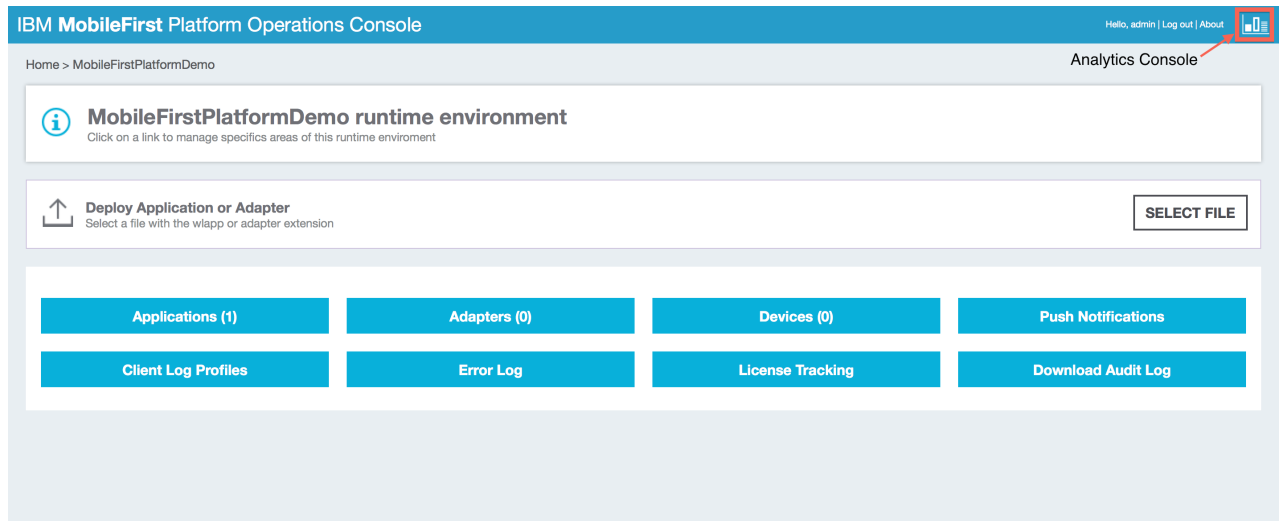 IBM MobileFirst Platform Operations Console
Hello, admin | Log out | About
Analytics Console
Home > MobileFirstPlatformDemo
MobileFirstPlatformDemo runtime environment
Click on a link to manage specifics areas of this runtime enviroment
Deploy Application or Adapter
Select a file with the wlapp or adapter extension
SELECT FILE
Applications (1)
Adapters (0)
Devices (0)
Push Notifications
Client Log Profiles
Error Log
License Tracking
Download Audit Log